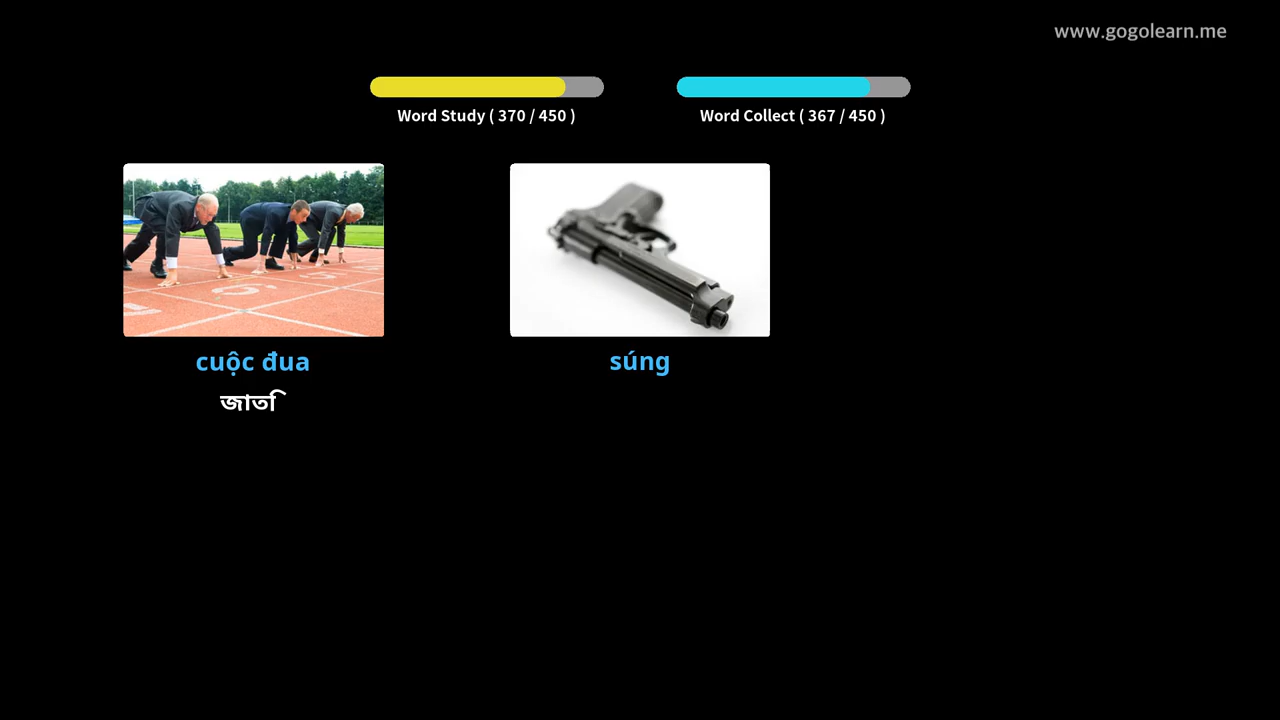 www.gogolearn.me
Word Study ( 370 / 450 )
Word Collect ( 367 / 450 )
cuộc đua
súng
জাতি